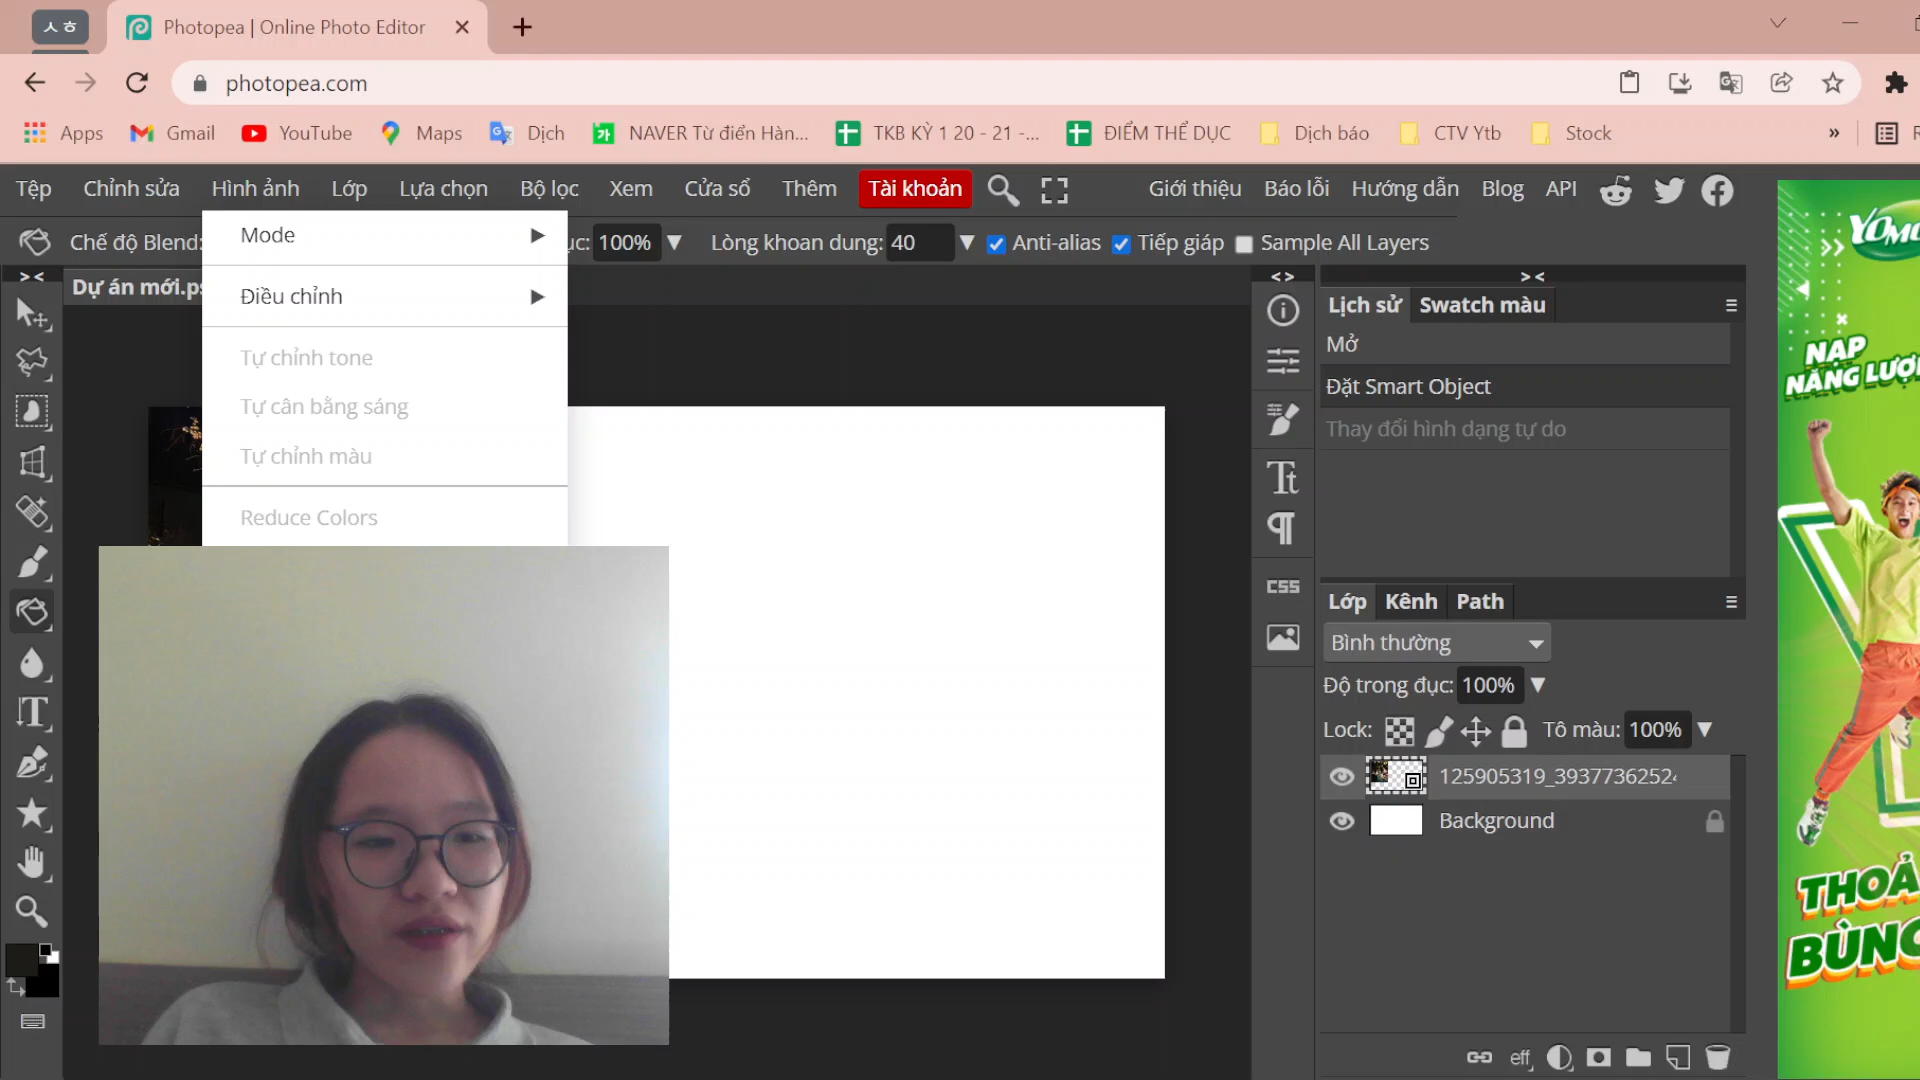 ㅅㅎ
Photopea | Online Photo Editor
photopea.com
Apps
Gmail
YouTube
Maps
Dịch
NAVER Từ điển Hàn...
TKB KỲ 1 20 - 21 -...
ĐIỂM THỂ DỤC
Dịch báo
CTV Ytb
Stock
»
Tệp
Chỉnh sửa
Hình ảnh
Lớp
Lựa chọn
Bộ lọc
Xem
Cửa sổ
Thêm
Tài khoản
Giới thiệu
Báo lỗi
Hướng dẫn
Blog
API
Chế độ Blend:
100%
Lòng khoan dung: 40
Anti-alias
Tiếp giáp
Sample All Layers
Dự án mới.ps
Mode
Điều chỉnh
Tự chỉnh tone
Tự cân bằng sáng
Tự chỉnh màu
Reduce Colors
Lịch sử
Swatch màu
Mở
Đặt Smart Object
Thay đổi hình dạng tự do
CSS
Lớp
Kênh
Path
Bình thường
Độ trong đục: 100%
Lock:
Tô màu: 100%
125905319_3937736252
Background
eff
NẠP
NĂNG LƯỢN